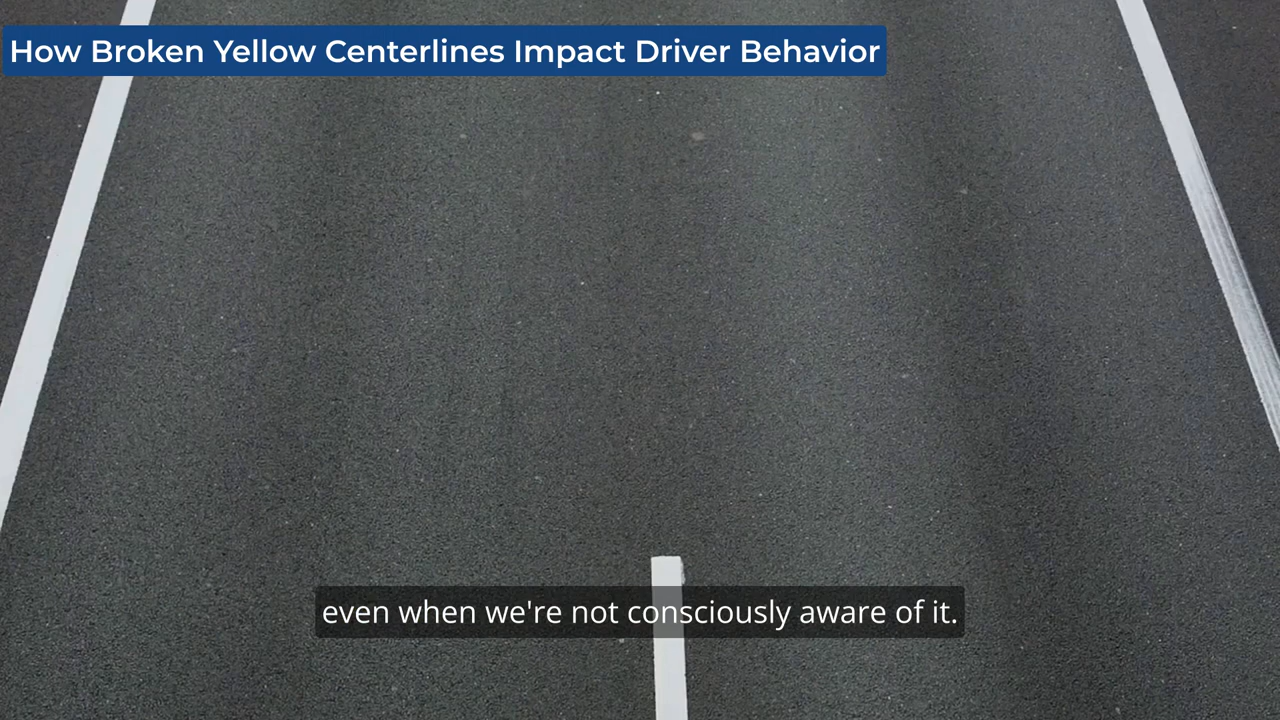 How Broken Yellow Centerlines Impact Driver Behavior
even when we're not consciously aware of it.